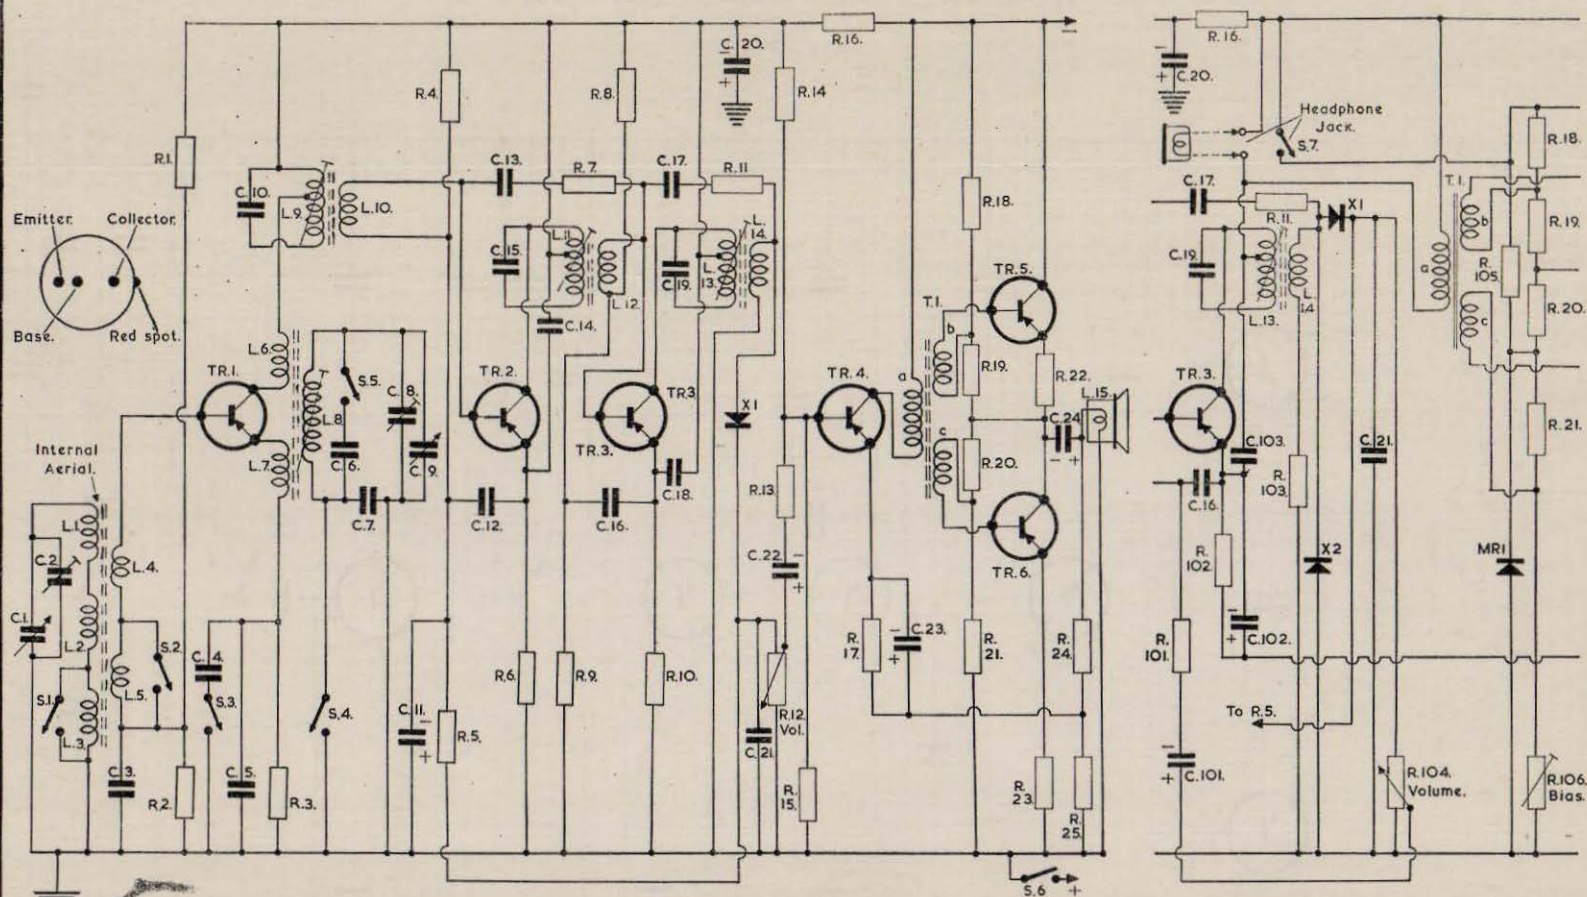 R.16.
R.16.
C.20.
C.20.
R.4.
R.8.
R.14
Headphone
Jack.
S.7.
R.18.
R.1.
C.13.
R.7.
C.17.
R.11
C.17.
X1
T.1.
C.10.
L.9.
L.10.
R.18.
R.11.
b
R.19.
Emitter.
Collector.
L.11.
C.15.
L.14.
C.19.
L.13.
L.12.
C.19.
a
R.105.
TR.5.
L.14
R.20.
Base.
Red spot.
C.14.
T.1.
L.13.
c
L.6.
b
TR.1.
S.5.
C.8.
TR.2.
TR.3
TR.4.
a
R.19.
R.22.
L.15.
TR.3.
L.8.
X1
C.24
R.21.
Internal
Aerial.
L.7.
C.6.
C.9.
TR.3.
c
- +
C.103.
C.21.
R.20.
C.18.
R.13.
R.103.
L.1.
C.7.
C.12.
C.16.
C.16.
C.2.
L.4.
C.22.
-
+
TR.6.
R.102.
X2
MR1
C.1.
L.2.
S.2.
C.4.
R.17.
-
+
C.23.
R.21.
R.24.
R.101.
-
+
C.102.
S.1.
L.5.
S.3.
S.4.
R.6.
R.9.
R.10.
R.12.
Vol.
To R.5.
L.3.
C.11.
-
+
R.5.
C.21.
C.3.
R.2.
C.5.
R.3.
R.15.
R.23.
R.25.
-
+
C.101.
R.104.
Volume.
R.106.
Bias.
S.6
+